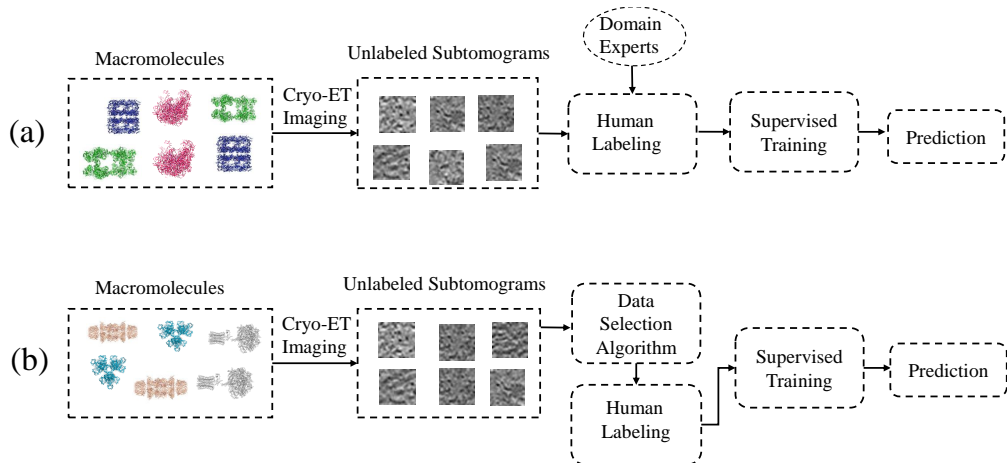 Domain
Experts
Macromolecules
Unlabeled Subtomograms
Cryo-ET
Imaging
(a)
Human
Labeling
Supervised
Training
Prediction
Macromolecules
Unlabeled Subtomograms
Data
Selection
Algorithm
Cryo-ET
Imaging
(b)
Supervised
Training
Prediction
Human
Labeling